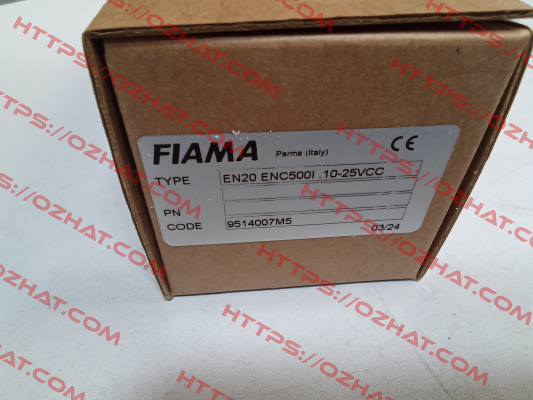 FIAMA Parma (Italy) CE
TYPE EN20 ENC500I .10-25VCC
PN
CODE 9514007M5 03/24
HTTPS://OZHAT.COM